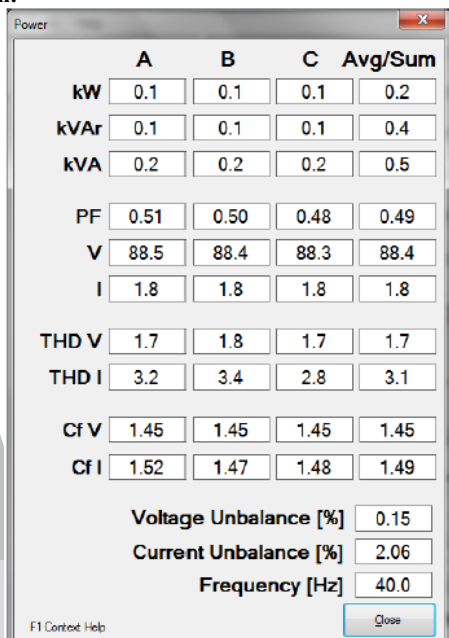 Power
A B C Avg/Sum
kW 0.1 0.1 0.1 0.2
kVAr 0.1 0.1 0.1 0.4
kVA 0.2 0.2 0.2 0.5
PF 0.51 0.50 0.48 0.49
V 88.5 88.4 88.3 88.4
I 1.8 1.8 1.8 1.8
THD V 1.7 1.8 1.7 1.7
THD I 3.2 3.4 2.8 3.1
Cf V 1.45 1.45 1.45 1.45
Cf I 1.52 1.47 1.48 1.49
Voltage Unbalance [%] 0.15
Current Unbalance [%] 2.06
Frequency [Hz] 40.0
F1 Context Help Close